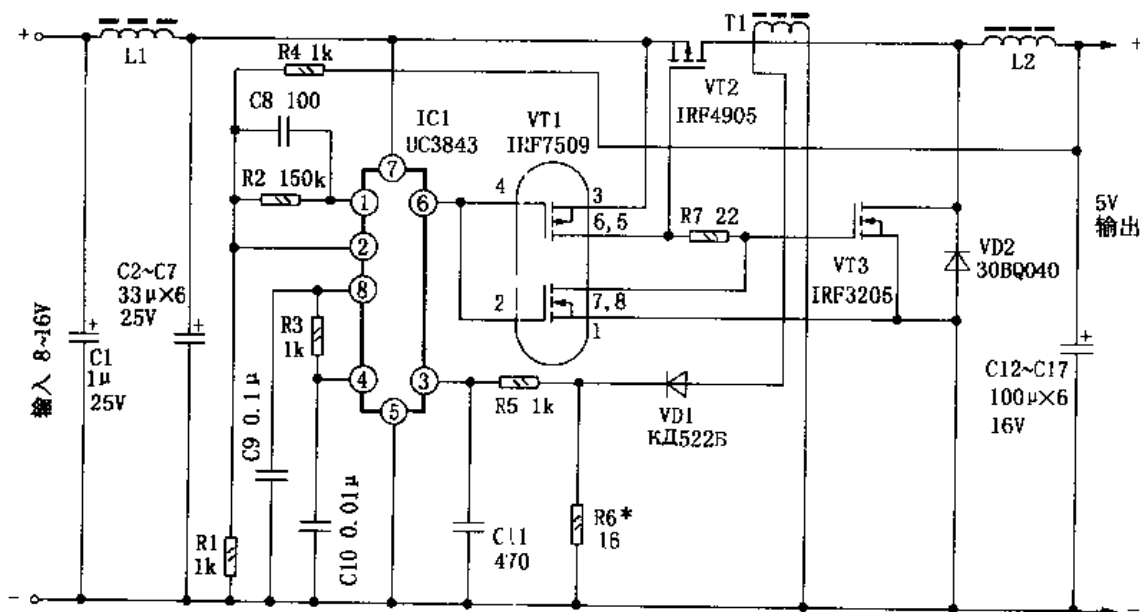 +
L1
T1
+
L2
R4 1k
C8 100
IC1
UC3843
VT1
IRF7509
VT2
IRF4905
R2 150k
7
1
6
4
3
6,5
R7 22
5V
输出
2
C2~C7
33μ×6
25V
8
VT3
IRF3205
VD2
30BQ040
2
7,8
1
输入 8~16V
C1
1μ
25V
R3
1k
4
3
R5 1k
VD1
КД522Б
C12~C17
100μ×6
16V
5
C9 0.1μ
C10 0.01μ
R1
1k
C11
470
R6*
16
-
-